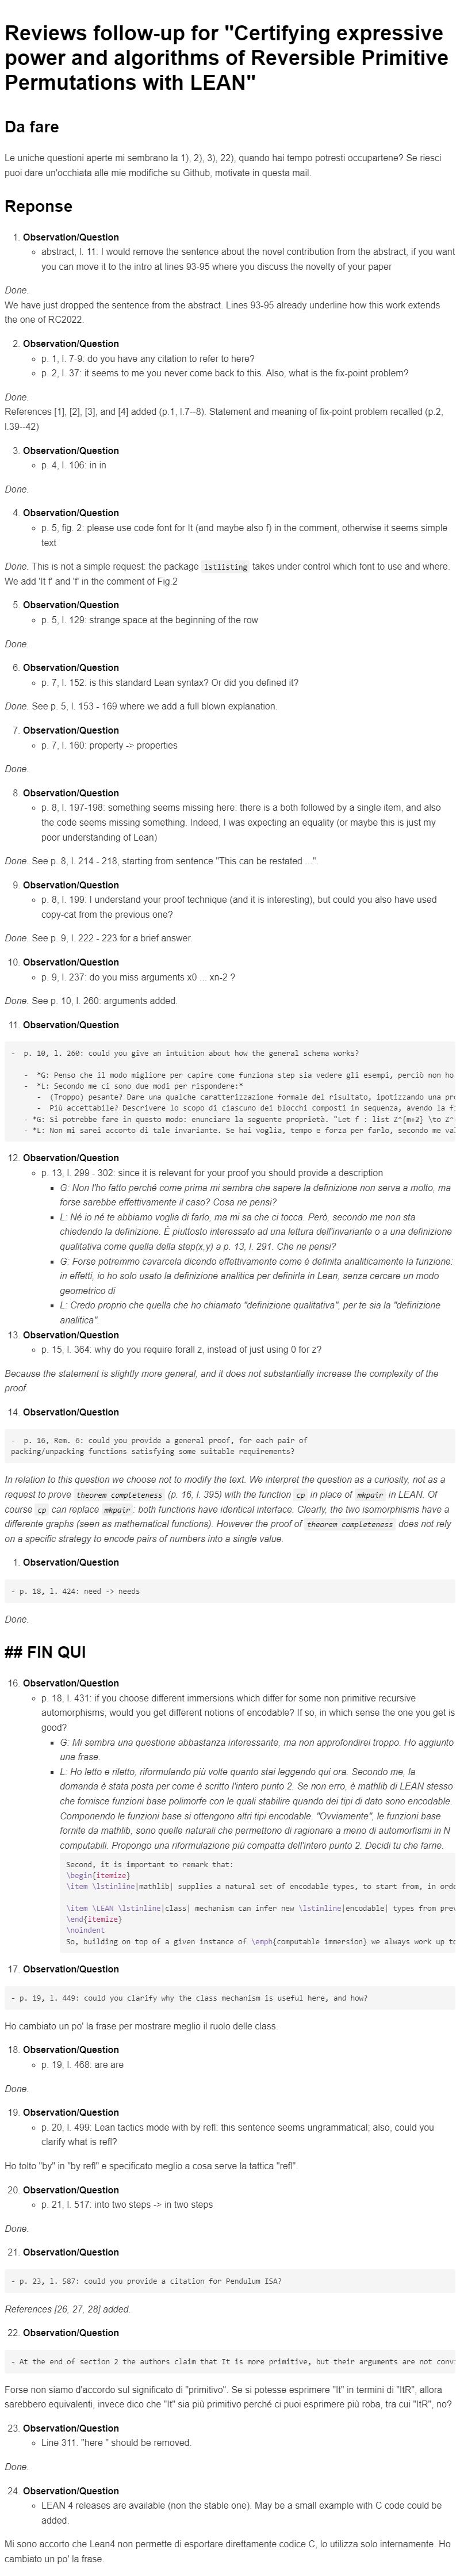 Reviews follow-up for "Certifying expressive
power and algorithms of Reversible Primitive
Permutations with LEAN"
Da fare
Le uniche questioni aperte mi sembrano la 1), 2), 3), 22), quando hai tempo potresti occupartene? Se riesci
puoi dare un'occhiata alle mie modifiche su Github, motivate in questa mail.
Reponse
1. Observation/Question
◦ abstract, l. 11: I would remove the sentence about the novel contribution from the abstract, if you want
you can move it to the intro at lines 93-95 where you discuss the novelty of your paper
Done.
We have just dropped the sentence from the abstract. Lines 93-95 already underline how this work extends
the one of RC2022.
2. Observation/Question
◦ p. 1, l. 7-9: do you have any citation to refer to here?
◦ p. 2, l. 37: it seems to me you never come back to this. Also, what is the fix-point problem?
Done.
References [1], [2], [3], and [4] added (p.1, l.7--8). Statement and meaning of fix-point problem recalled (p.2,
l.39--42)
3. Observation/Question
◦ p. 4, l. 106: in in
Done.
4. Observation/Question
◦ p. 5, fig. 2: please use code font for It (and maybe also f) in the comment, otherwise it seems simple
text
Done. This is not a simple request: the package lstlisting takes under control which font to use and where.
We add 'It f' and 'f' in the comment of Fig.2
5. Observation/Question
◦ p. 5, l. 129: strange space at the beginning of the row
Done.
6. Observation/Question
◦ p. 7, l. 152: is this standard Lean syntax? Or did you defined it?
Done. See p. 5, l. 153 - 169 where we add a full blown explanation.
7. Observation/Question
◦ p. 7, l. 160: property -> properties
Done.
8. Observation/Question
◦ p. 8, l. 197-198: something seems missing here: there is a both followed by a single item, and also
the code seems missing something. Indeed, I was expecting an equality (or maybe this is just my
poor understanding of Lean)
Done. See p. 8, l. 214 - 218, starting from sentence "This can be restated ...".
9. Observation/Question
◦ p. 8, l. 199: I understand your proof technique (and it is interesting), but could you also have used
copy-cat from the previous one?
Done. See p. 9, l. 222 - 223 for a brief answer.
10. Observation/Question
◦ p. 9, l. 237: do you miss arguments x0 ... xn-2 ?
Done. See p. 10, l. 260: arguments added.
11. Observation/Question
- p. 10, l. 260: could you give an intuition about how the general schema works?
- *G: Penso che il modo migliore per capire come funziona step sia vedere gli esempi, perciò non ho
- *L: Secondo me ci sono due modi per rispondere:*
- (Troppo) pesante? Dare una qualche caratterizzazione formale del risultato, ipotizzando una
- Più accettabile? Descrivere lo scopo di ciascuno dei blocchi composti in sequenza, avendo la
- *G: Si potrebbe fare in questo modo: enunciare la seguente proprietà. "Let f : list Z^{m+2} \to
- *L: Non mi sarei accorto di tale invariante. Se hai voglia, tempo e forza per farlo, secondo me
12. Observation/Question
◦ p. 13, l. 299 - 302: since it is relevant for your proof you should provide a description
▪ G: Non l'ho fatto perché come prima mi sembra che sapere la definizione non serva a molto, ma
forse sarebbe effettivamente il caso? Cosa ne pensi?
▪ L: Né io né te abbiamo voglia di farlo, ma mi sa che ci tocca. Però, secondo me non sta
chiedendo la definizione. È piuttosto interessato ad una lettura dell'invariante o a una definizione
qualitativa come quella della step(x,y) a p. 13, l. 291. Che ne pensi?
▪ G: Forse potremmo cavarcela dicendo effettivamente come è definita analiticamente la funzione:
in effetti, io ho solo usato la definizione analitica per definirla in Lean, senza cercare un modo
geometrico di
▪ L: Credo proprio che quella che ho chiamato "definizione qualitativa", per te sia la "definizione
analitica".
13. Observation/Question
◦ p. 15, l. 364: why do you require forall z, instead of just using 0 for z?
Because the statement is slightly more general, and it does not substantially increase the complexity of the
proof.
14. Observation/Question
- p. 16, Rem. 6: could you provide a general proof, for each pair of
packing/unpacking functions satisfying some suitable requirements?
In relation to this question we choose not to modify the text. We interpret the question as a curiosity, not as a
request to prove theorem completeness (p. 16, l. 395) with the function cp in place of mkpair in LEAN. Of
course cp can replace mkpair: both functions have identical interface. Clearly, the two isomorphisms have a
differente graphs (seen as mathematical functions). However the proof of theorem completeness does not rely
on a specific strategy to encode pairs of numbers into a single value.
1. Observation/Question
- p. 18, l. 424: need -> needs
Done.
## FIN QUI
16. Observation/Question
◦ p. 18, l. 431: if you choose different immersions which differ for some non primitive recursive
automorphisms, would you get different notions of encodable? If so, in which sense the one you get is
good?
▪ G: Mi sembra una questione abbastanza interessante, ma non approfondirei troppo. Ho aggiunto
una frase.
▪ L: Ho letto e riletto, riformulando più volte quanto stai leggendo qui ora. Secondo me, la
domanda è stata posta per come è scritto l'intero punto 2. Se non erro, è mathlib di LEAN stesso
che fornisce funzioni base polimorfe con le quali stabilire quando dei tipi di dato sono encodable.
Componendo le funzioni base si ottengono altri tipi encodable. "Ovviamente", le funzioni base
fornite da mathlib, sono quelle naturali che permettono di ragionare a meno di automorfismi in N
computabili. Propongo una riformulazione più compatta dell'intero punto 2. Decidi tu che farne.
Second, it is important to remark that:
\begin{itemize}
\item \lstinline|mathlib| supplies a natural set of encodable types, to start from, in
\item \LEAN \lstinline|class| mechanism can infer new \lstinline|encodable| types from
\end{itemize}
\noindent
So, building on top of a given instance of \emph{computable immersion} we always work up
17. Observation/Question
- p. 19, l. 449: could you clarify why the class mechanism is useful here, and how?
Ho cambiato un po' la frase per mostrare meglio il ruolo delle class.
18. Observation/Question
◦ p. 19, l. 468: are are
Done.
19. Observation/Question
◦ p. 20, l. 499: Lean tactics mode with by refl: this sentence seems ungrammatical; also, could you
clarify what is refl?
Ho tolto "by" in "by refl" e specificato meglio a cosa serve la tattica "refl".
20. Observation/Question
◦ p. 21, l. 517: into two steps -> in two steps
Done.
21. Observation/Question
- p. 23, l. 587: could you provide a citation for Pendulum ISA?
References [26, 27, 28] added.
22. Observation/Question
- At the end of section 2 the authors claim that It is more primitive, but their arguments are not
Forse non siamo d'accordo sul significato di "primitivo". Se si potesse esprimere "It" in termini di "ItR", allora
sarebbero equivalenti, invece dico che "It" sia più primitivo perché ci puoi esprimere più roba, tra cui "ItR", no?
23. Observation/Question
◦ Line 311. "here " should be removed.
Done.
24. Observation/Question
◦ LEAN 4 releases are available (non the stable one). May be a small example with C code could be
added.
Mi sono accorto che Lean4 non permette di esportare direttamente codice C, lo utilizza solo internamente. Ho
cambiato un po' la frase.